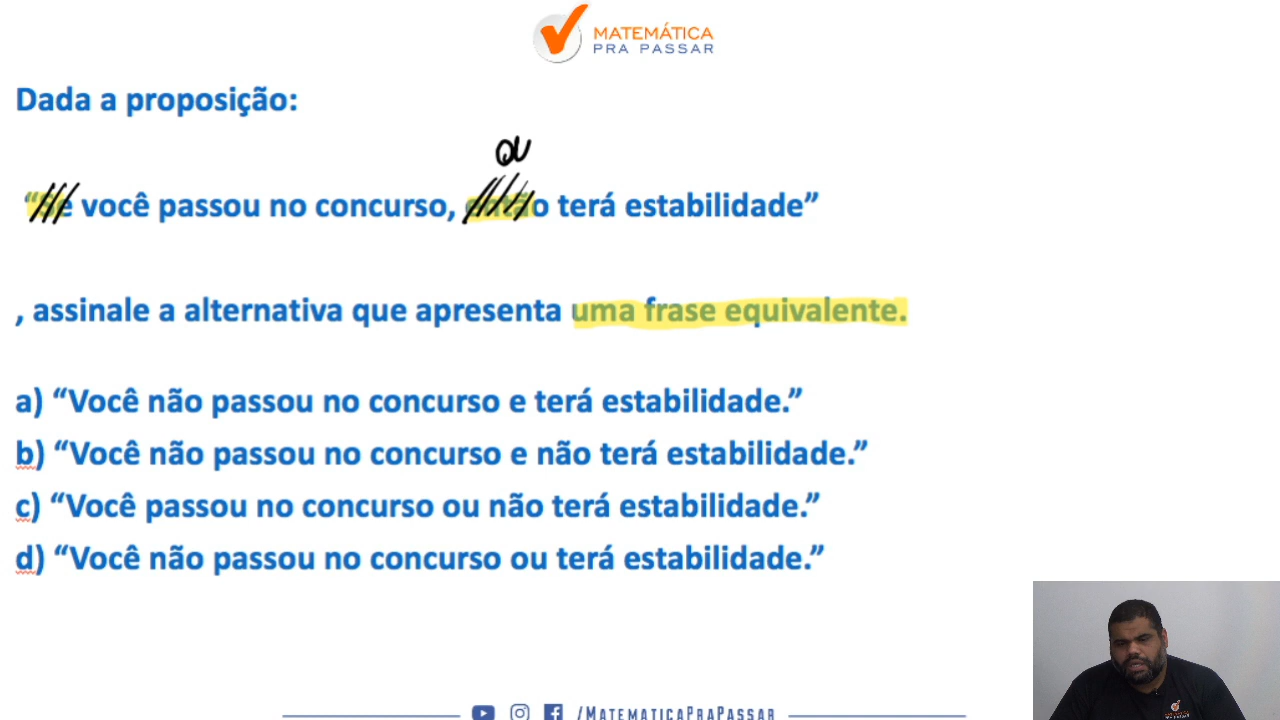 MATEMÁTICA
PRA PASSAR
Dada a proposição:
ou
“Se você passou no concurso, então terá estabilidade”
, assinale a alternativa que apresenta uma frase equivalente.
a) “Você não passou no concurso e terá estabilidade.”
b) “Você não passou no concurso e não terá estabilidade.”
c) “Você passou no concurso ou não terá estabilidade.”
d) “Você não passou no concurso ou terá estabilidade.”
/MATEMATICAPRAPASSAR